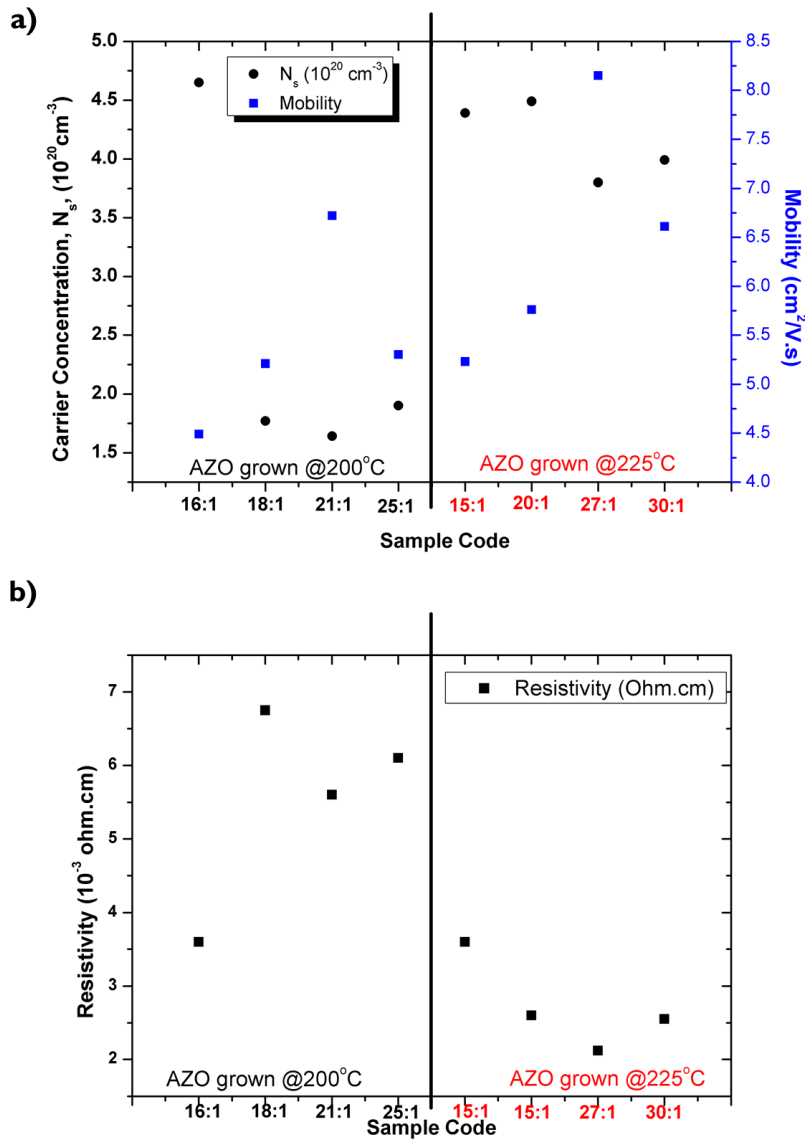 a)
5.0
4.5
4.0
3.5
3.0
2.5
2.0
1.5
Carrier Concentration, Ns, (10^20 cm^-3)
Ns (10^20 cm^-3)
Mobility
8.5
8.0
7.5
7.0
6.5
6.0
5.5
5.0
4.5
4.0
Mobility (cm^2/V.s)
AZO grown @200°C
AZO grown @225°C
16:1 18:1 21:1 25:1 15:1 20:1 27:1 30:1
Sample Code
b)
7
6
5
4
3
2
Resistivity (10^-3 ohm.cm)
Resistivity (Ohm.cm)
AZO grown @200°C
AZO grown @225°C
16:1 18:1 21:1 25:1 15:1 15:1 27:1 30:1
Sample Code